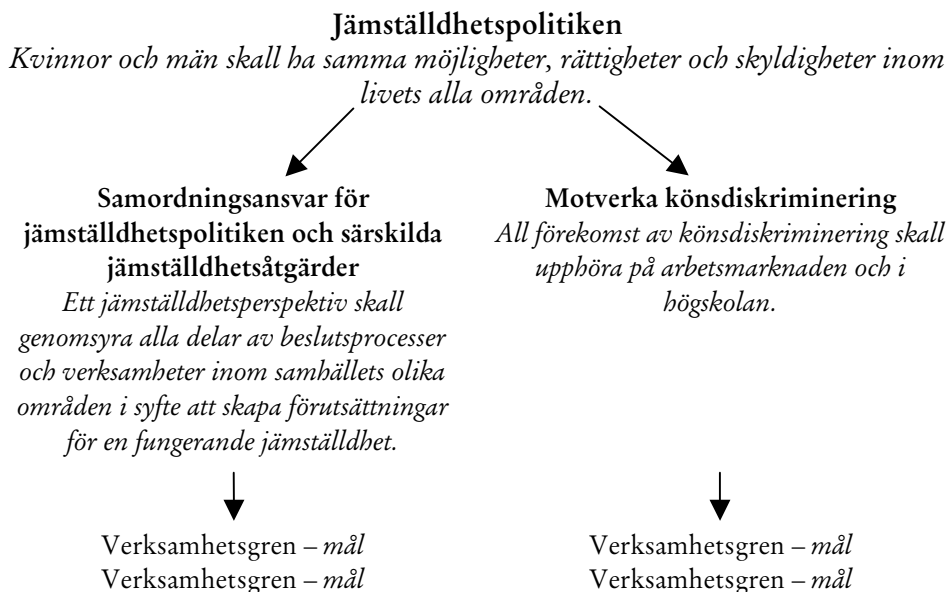 Jämställdhetspolitiken
Kvinnor och män skall ha samma möjligheter, rättigheter och skyldigheter inom
livets alla områden.
Samordningsansvar för
jämställdhetspolitiken och särskilda
jämställdhetsåtgärder
Ett jämställdhetsperspektiv skall
genomsyra alla delar av beslutsprocesser
och verksamheter inom samhällets olika
områden i syfte att skapa förutsättningar
för en fungerande jämställdhet.
Verksamhetsgren – mål
Verksamhetsgren – mål
Motverka könsdiskriminering
All förekomst av könsdiskriminering skall
upphöra på arbetsmarknaden och i
högskolan.
Verksamhetsgren – mål
Verksamhetsgren – mål